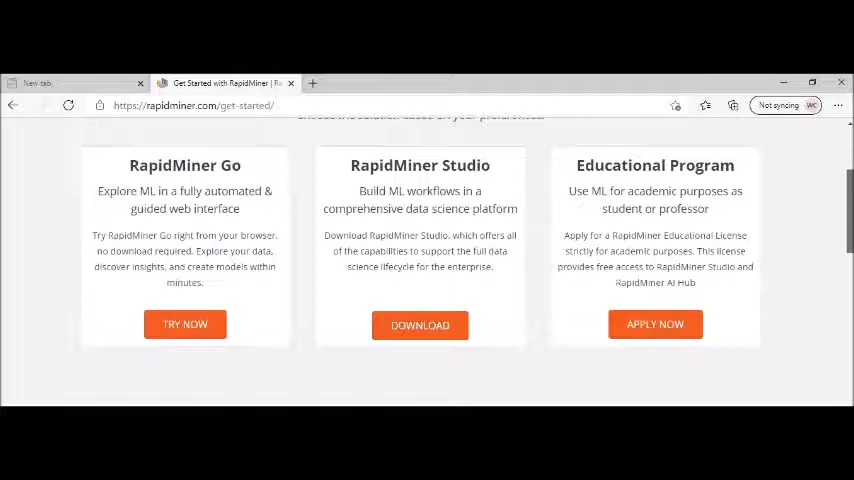 New tab
Get Started with RapidMiner | Ra
https://rapidminer.com/get-started/
Not syncing
WC
RapidMiner Go
Explore ML in a fully automated &
guided web interface
Try RapidMiner Go right from your browser,
no download required. Explore your data,
discover insights, and create models within
minutes.
TRY NOW
RapidMiner Studio
Build ML workflows in a
comprehensive data science platform
Download RapidMiner Studio, which offers all
of the capabilities to support the full data
science lifecycle for the enterprise.
DOWNLOAD
Educational Program
Use ML for academic purposes as
student or professor
Apply for a RapidMiner Educational License
strictly for academic purposes. This license
provides free access to RapidMiner Studio and
RapidMiner AI Hub
APPLY NOW